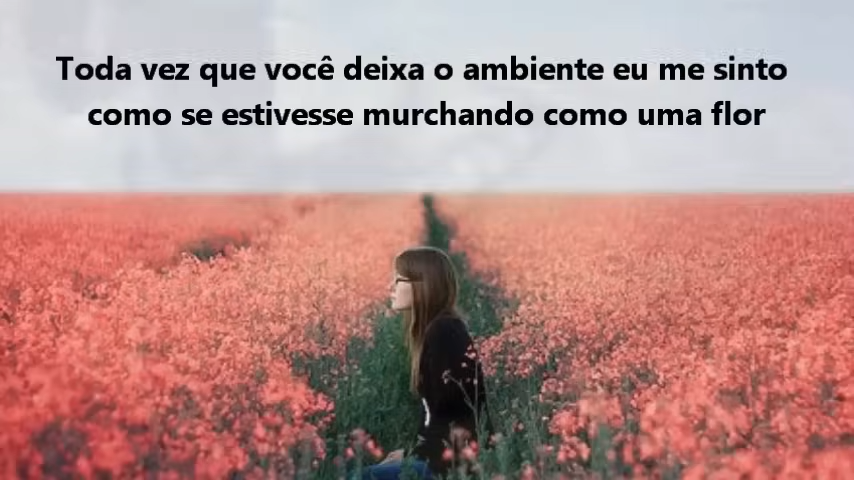 Toda vez que você deixa o ambiente eu me sinto
como se estivesse murchando como uma flor